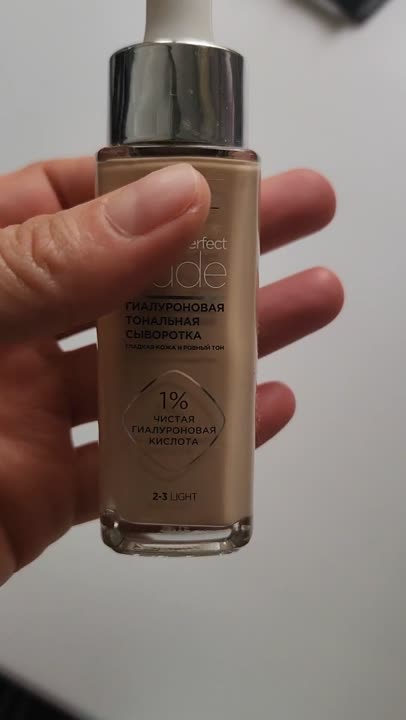 erfect
ude
ГИАЛУРОНОВАЯ
ТОНАЛЬНАЯ
СЫВОРОТКА
ГЛАДКАЯ КОЖА И РОВНЫЙ ТОН
1%
ЧИСТАЯ
ГИАЛУРОНОВАЯ
КИСЛОТА
2-3 LIGHT